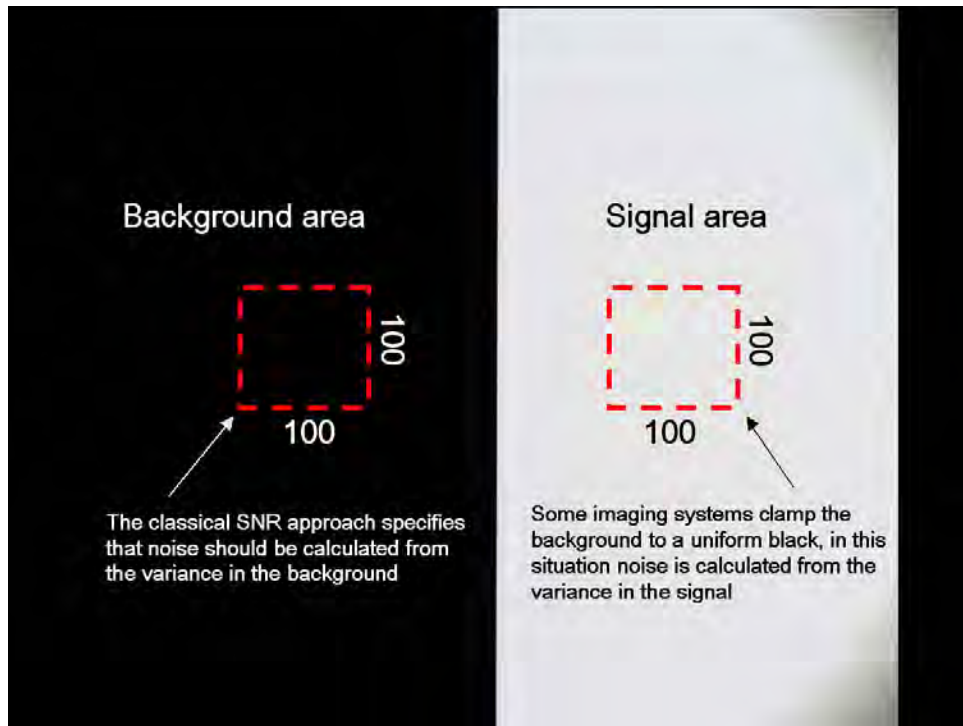 Background area
100
100
The classical SNR approach specifies
that noise should be calculated from
the variance in the background
Signal area
100
100
Some imaging systems clamp the
background to a uniform black, in this
situation noise is calculated from the
variance in the signal